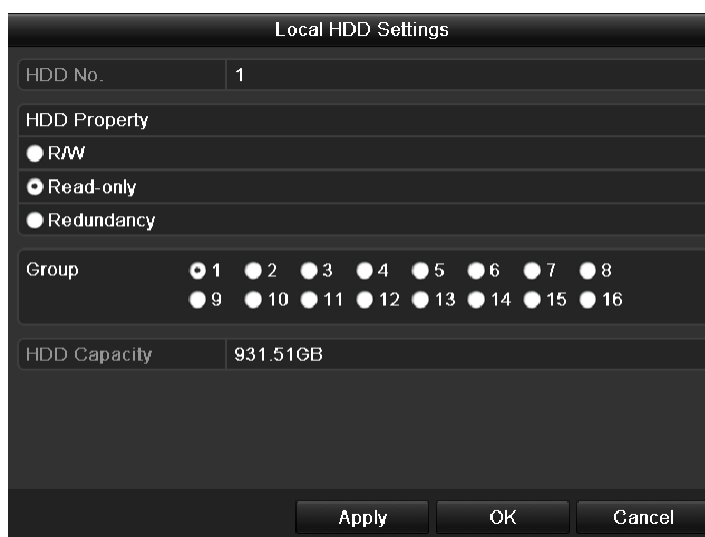 Local HDD Settings
HDD No. 1
HDD Property
R/W
Read-only
Redundancy
Group 1 2 3 4 5 6 7 8
9 10 11 12 13 14 15 16
HDD Capacity 931.51GB
Apply OK Cancel